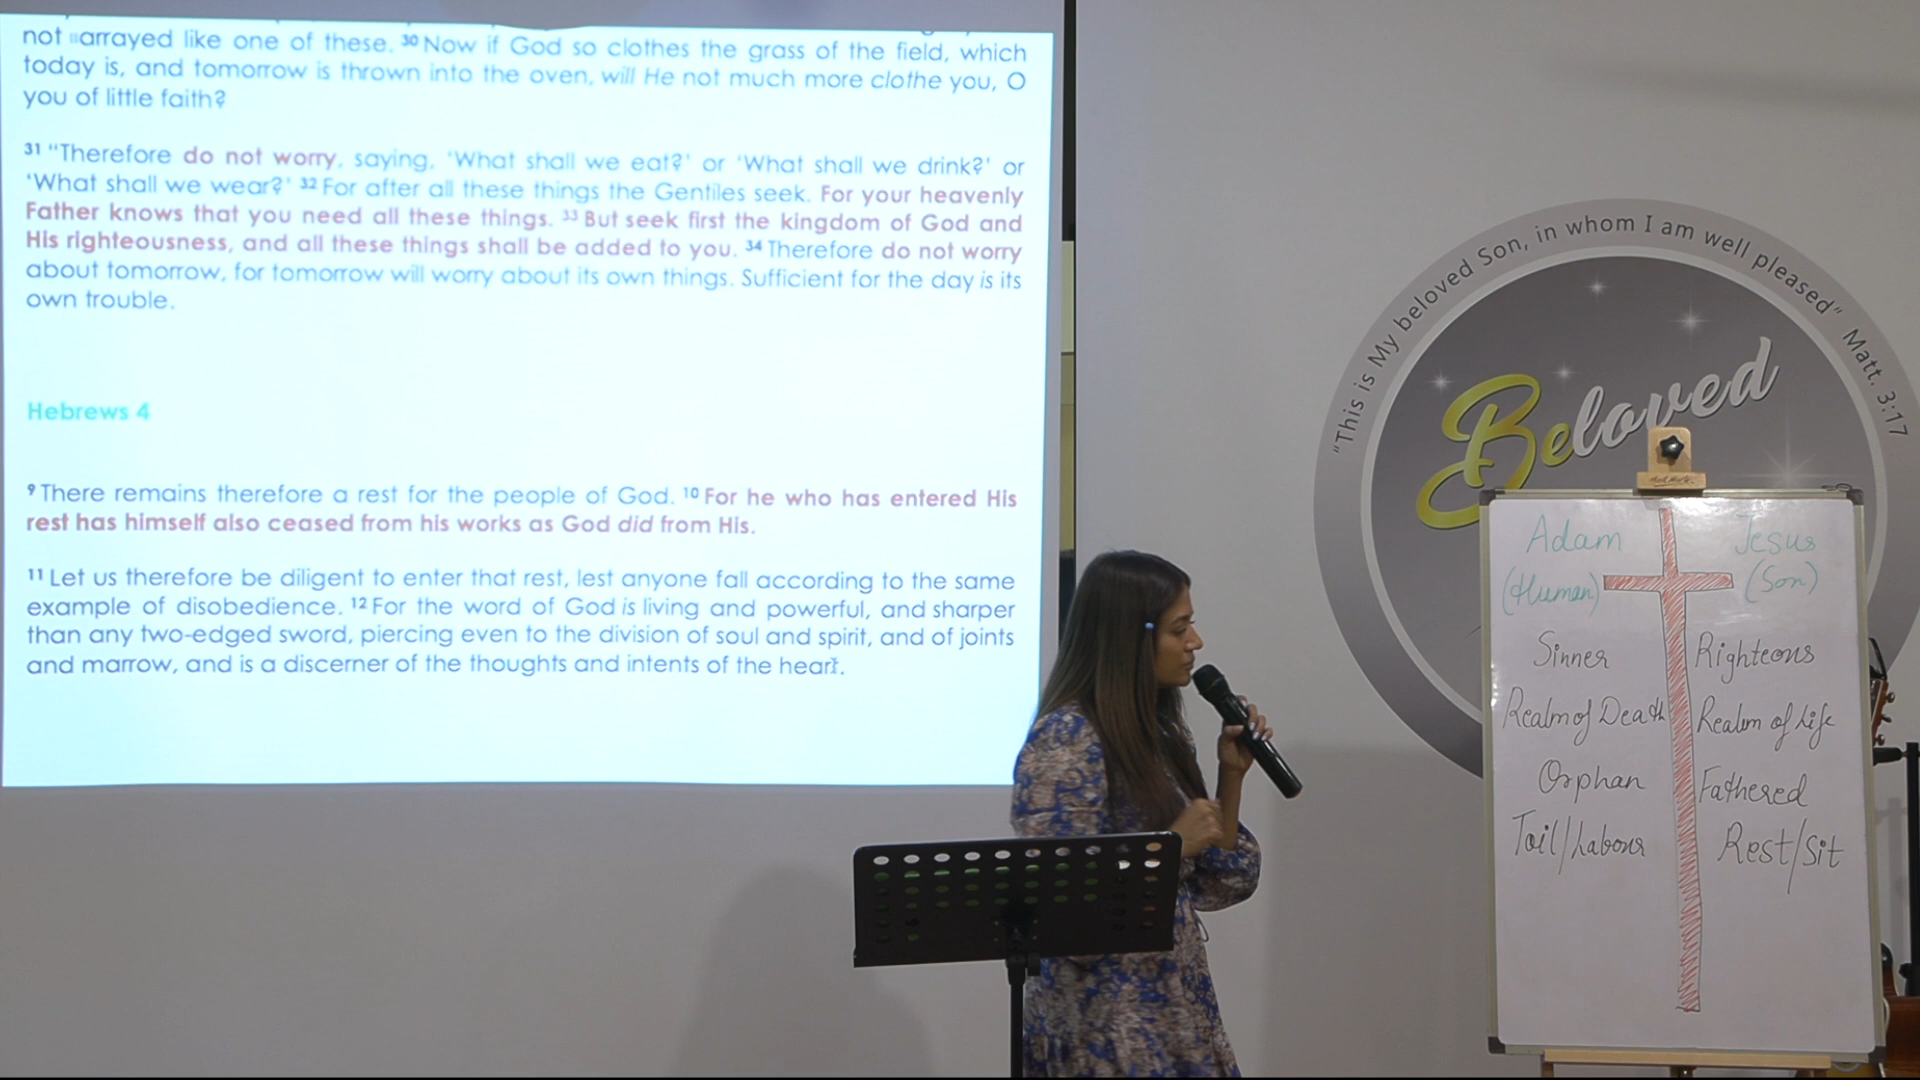 not arrayed like one of these. 30 Now if God so clothes the grass of the field, which
today is, and tomorrow is thrown into the oven, will He not much more clothe you, O
you of little faith?
31 "Therefore do not worry, saying, 'What shall we eat?' or 'What shall we drink?' or
'What shall we wear?' 32 For after all these things the Gentiles seek. For your heavenly
Father knows that you need all these things. 33 But seek first the kingdom of God and
His righteousness, and all these things shall be added to you. 34 Therefore do not worry
about tomorrow, for tomorrow will worry about its own things. Sufficient for the day is its
own trouble.
Hebrews 4
9 There remains therefore a rest for the people of God. 10 For he who has entered His
rest has himself also ceased from his works as God did from His.
11 Let us therefore be diligent to enter that rest, lest anyone fall according to the same
example of disobedience. 12 For the word of God is living and powerful, and sharper
than any two-edged sword, piercing even to the division of soul and spirit, and of joints
and marrow, and is a discerner of the thoughts and intents of the heart.
"This is My beloved Son, in whom I am well pleased" Matt. 3:17
Beloved
Adam Jesus
(Human) (Son)
Sinner Righteous
Realm of Death Realm of Life
Orphan Fathered
Toil/Labour Rest/Sit